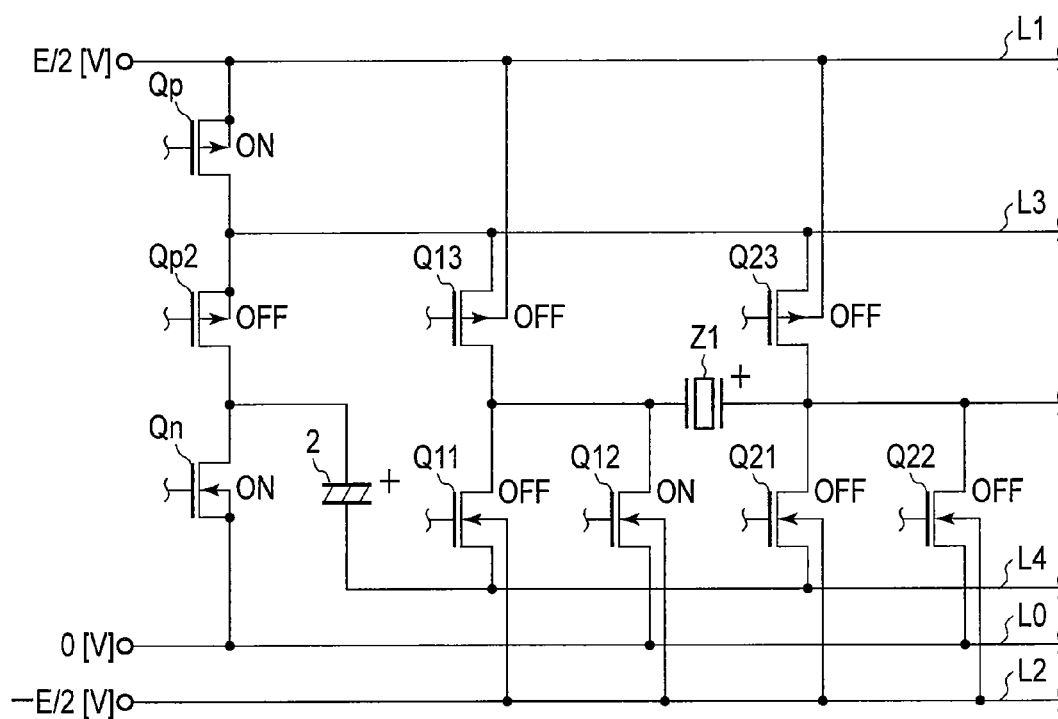 E/2 [V]
L1
Qp
ON
L3
Qp2
OFF
Q13
OFF
Q23
OFF
Z1
+
Qn
ON
2
+
Q11
OFF
Q12
ON
Q21
OFF
Q22
OFF
L4
0 [V]
L0
−E/2 [V]
L2